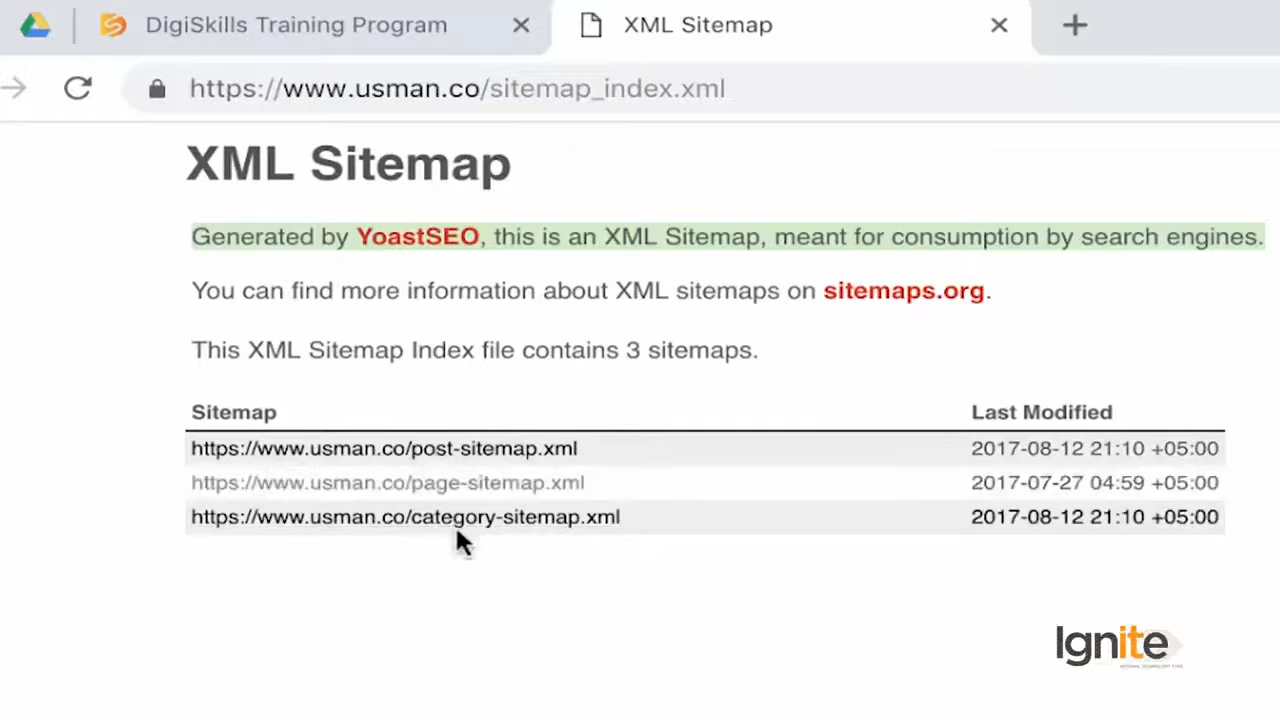 DigiSkills Training Program
XML Sitemap
https://www.usman.co/sitemap_index.xml
XML Sitemap
Generated by YoastSEO, this is an XML Sitemap, meant for consumption by search engines.
You can find more information about XML sitemaps on sitemaps.org.
This XML Sitemap Index file contains 3 sitemaps.
Sitemap Last Modified
https://www.usman.co/post-sitemap.xml 2017-08-12 21:10 +05:00
https://www.usman.co/page-sitemap.xml 2017-07-27 04:59 +05:00
https://www.usman.co/category-sitemap.xml 2017-08-12 21:10 +05:00
Ignite